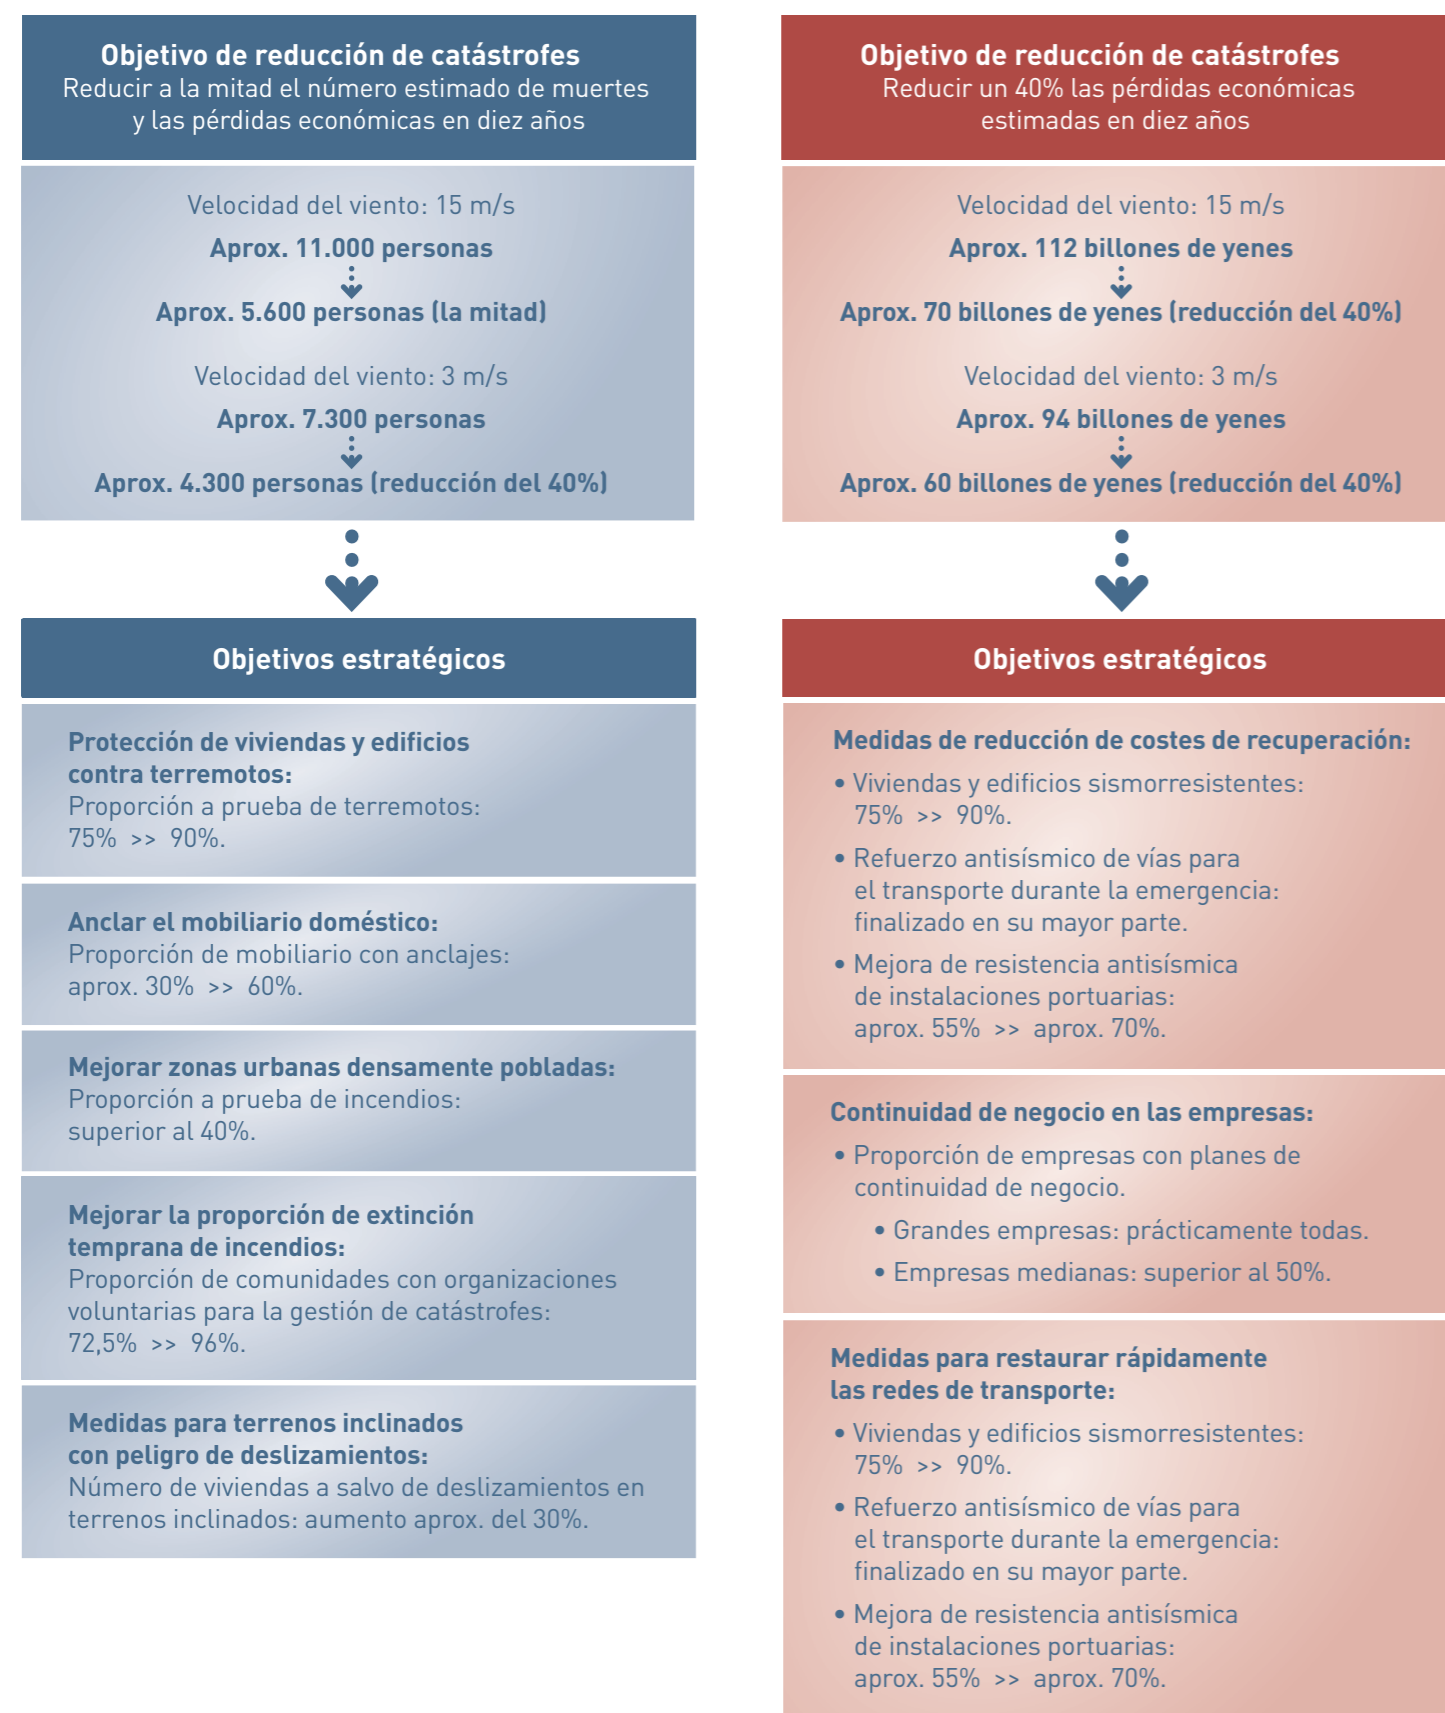 Objetivo de reducción de catástrofes
Reducir a la mitad el número estimado de muertes
y las pérdidas económicas en diez años
Velocidad del viento: 15 m/s
Aprox. 11.000 personas
Aprox. 5.600 personas (la mitad)
Velocidad del viento: 3 m/s
Aprox. 7.300 personas
Aprox. 4.300 personas (reducción del 40%)
Objetivos estratégicos
Protección de viviendas y edificios
contra terremotos:
Proporción a prueba de terremotos:
75% >> 90%.
Anclar el mobiliario doméstico:
Proporción de mobiliario con anclajes:
aprox. 30% >> 60%.
Mejorar zonas urbanas densamente pobladas:
Proporción a prueba de incendios:
superior al 40%.
Mejorar la proporción de extinción
temprana de incendios:
Proporción de comunidades con organizaciones
voluntarias para la gestión de catástrofes:
72,5% >> 96%.
Medidas para terrenos inclinados
con peligro de deslizamientos:
Número de viviendas a salvo de deslizamientos en
terrenos inclinados: aumento aprox. del 30%.
Objetivo de reducción de catástrofes
Reducir un 40% las pérdidas económicas
estimadas en diez años
Velocidad del viento: 15 m/s
Aprox. 112 billones de yenes
Aprox. 70 billones de yenes (reducción del 40%)
Velocidad del viento: 3 m/s
Aprox. 94 billones de yenes
Aprox. 60 billones de yenes (reducción del 40%)
Objetivos estratégicos
Medidas de reducción de costes de recuperación:
• Viviendas y edificios sismorresistentes:
75% >> 90%.
• Refuerzo antisísmico de vías para
el transporte durante la emergencia:
finalizado en su mayor parte.
• Mejora de resistencia antisísmica
de instalaciones portuarias:
aprox. 55% >> aprox. 70%.
Continuidad de negocio en las empresas:
• Proporción de empresas con planes de
continuidad de negocio.
• Grandes empresas: prácticamente todas.
• Empresas medianas: superior al 50%.
Medidas para restaurar rápidamente
las redes de transporte:
• Viviendas y edificios sismorresistentes:
75% >> 90%.
• Refuerzo antisísmico de vías para
el transporte durante la emergencia:
finalizado en su mayor parte.
• Mejora de resistencia antisísmica
de instalaciones portuarias:
aprox. 55% >> aprox. 70%.